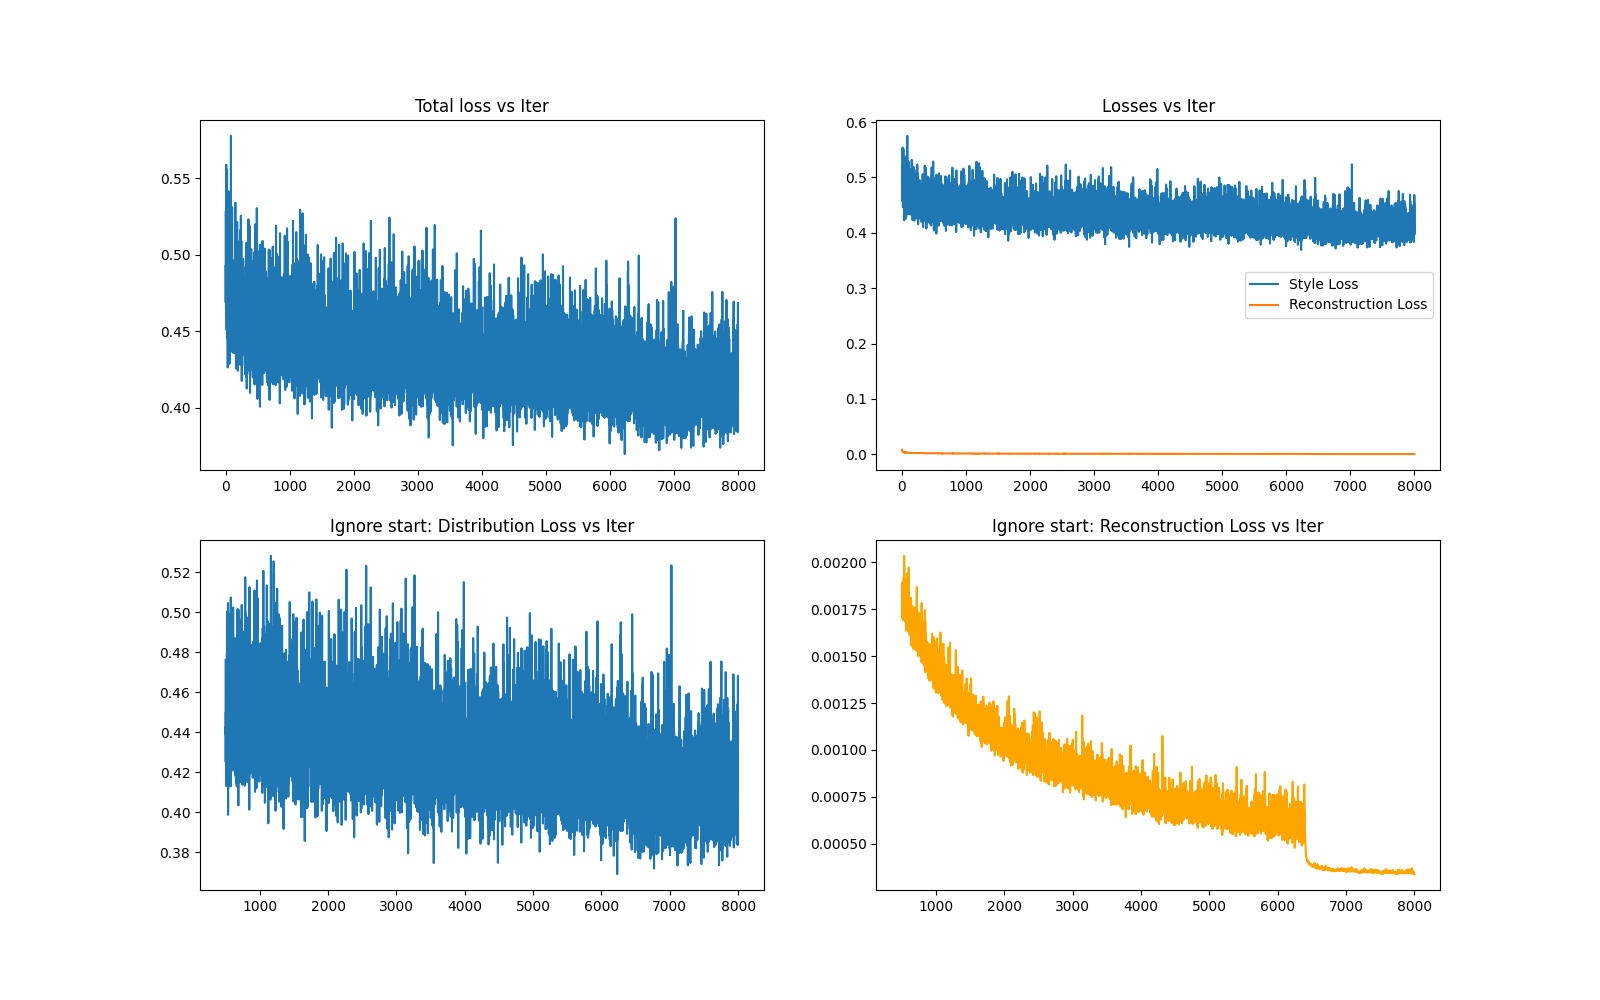 Total loss vs Iter
0.55
0.50
0.45
0.40
0 1000 2000 3000 4000 5000 6000 7000 8000
Losses vs Iter
0.6
0.5
0.4
0.3
0.2
0.1
0.0
Style Loss
Reconstruction Loss
0 1000 2000 3000 4000 5000 6000 7000 8000
Ignore start: Distribution Loss vs Iter
0.52
0.50
0.48
0.46
0.44
0.42
0.40
0.38
1000 2000 3000 4000 5000 6000 7000 8000
Ignore start: Reconstruction Loss vs Iter
0.00200
0.00175
0.00150
0.00125
0.00100
0.00075
0.00050
1000 2000 3000 4000 5000 6000 7000 8000